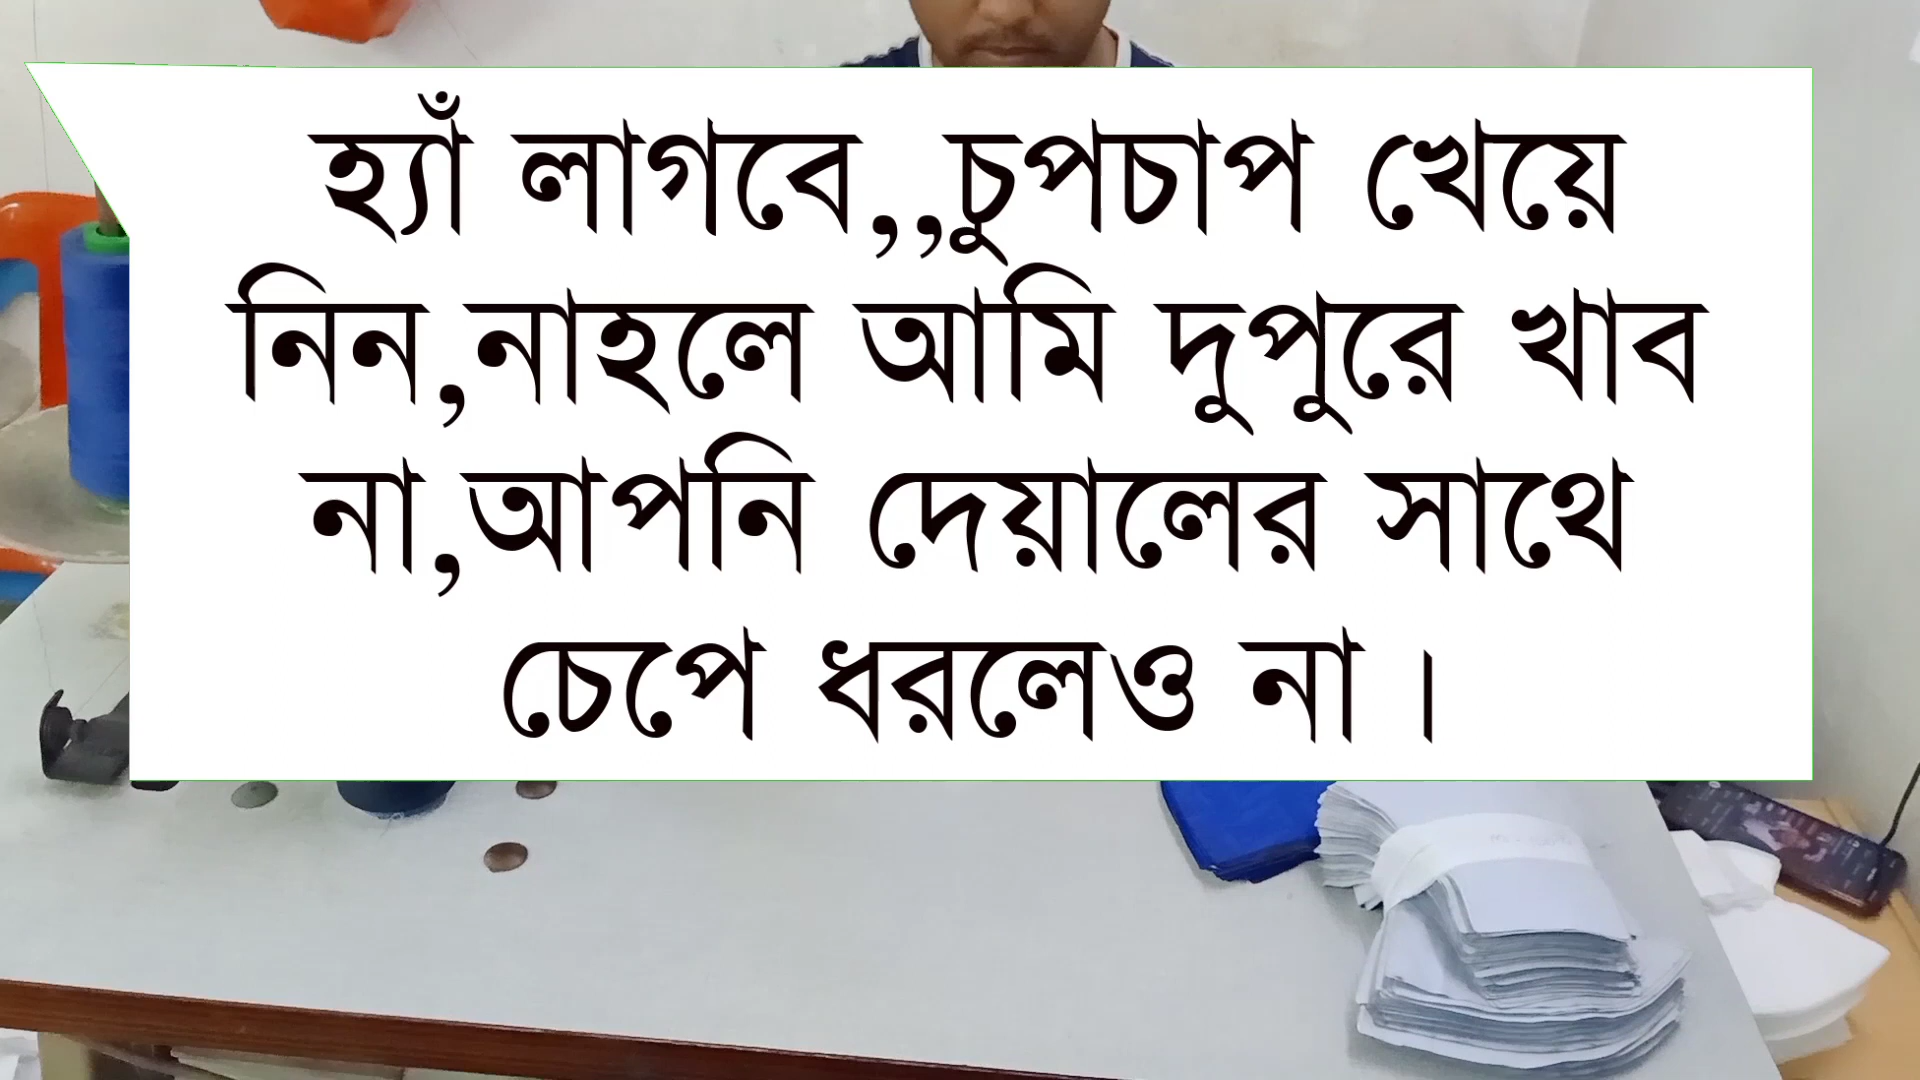 হ্যাঁ লাগবে,,চুপচাপ খেয়ে
নিন,নাহলে আমি দুপুরে খাব
না,আপনি দেয়ালের সাথে
চেপে ধরলেও না।